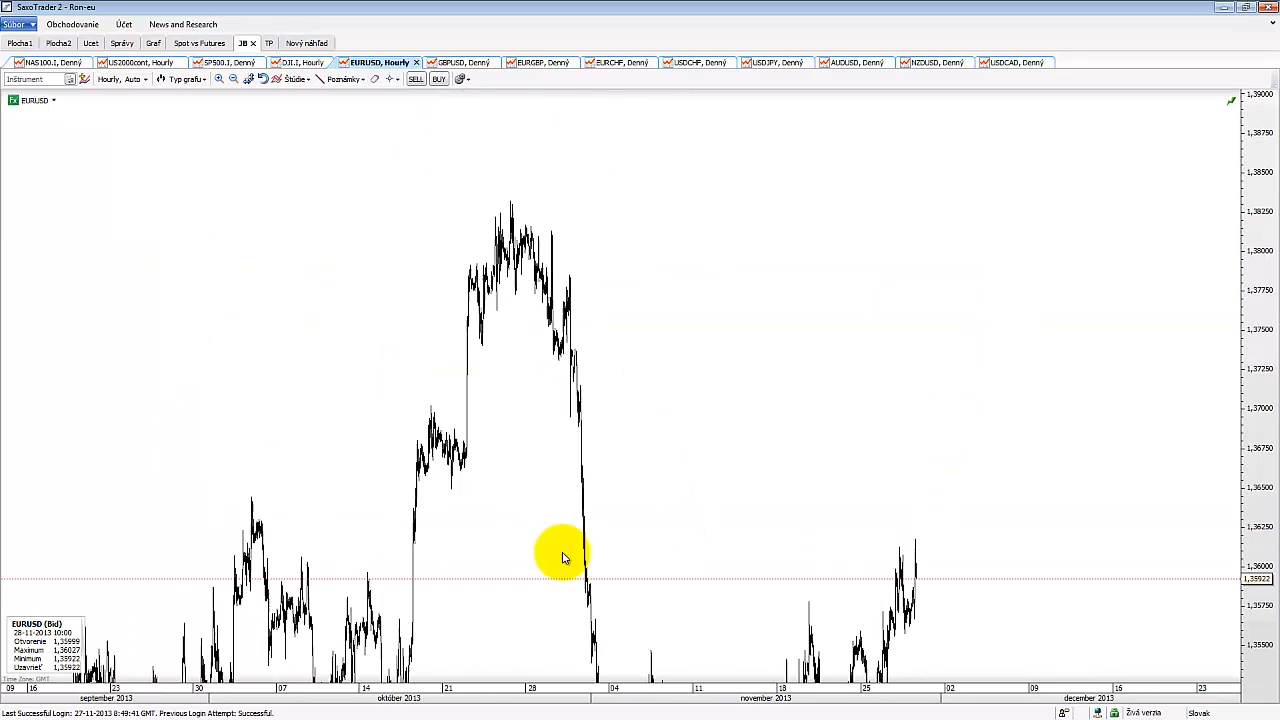 SaxoTrader 2 - Ron-eu
Súbor Obchodovanie Účet News and Research
Plocha1 Plocha2 Ucet Správy Graf Spot vs Futures JB TP Nový náhľad
NAS100.I, Denný US2000cont, Hourly SP500.I, Denný DJI.I, Hourly EURUSD, Hourly GBPUSD, Denný EURGBP, Denný EURCHF, Denný USDCHF, Denný USDJPY, Denný AUDUSD, Denný NZDUSD, Denný USDCAD, Denný
Inštrument Hourly, Auto Typ grafu Štúdie Poznámky SELL BUY
Fx EURUSD
1,39000
1,38750
1,38500
1,38250
1,38000
1,37750
1,37500
1,37250
1,37000
1,36750
1,36500
1,36250
1,36000
1,35922
1,35750
1,35500
EURUSD (Bid)
28-11-2013 10:00
Otvorenie 1,35999
Maximum 1,36027
Minimum 1,35922
Uzavrieť 1,35922
Time Zone: GMT
09 16 23 30 07 14 21 28 04 11 18 25 02 09 16 23
september 2013 október 2013 november 2013 december 2013
Last Successful Login: 27-11-2013 8:49:41 GMT. Previous Login Attempt: Successful. Živá verzia Slovak